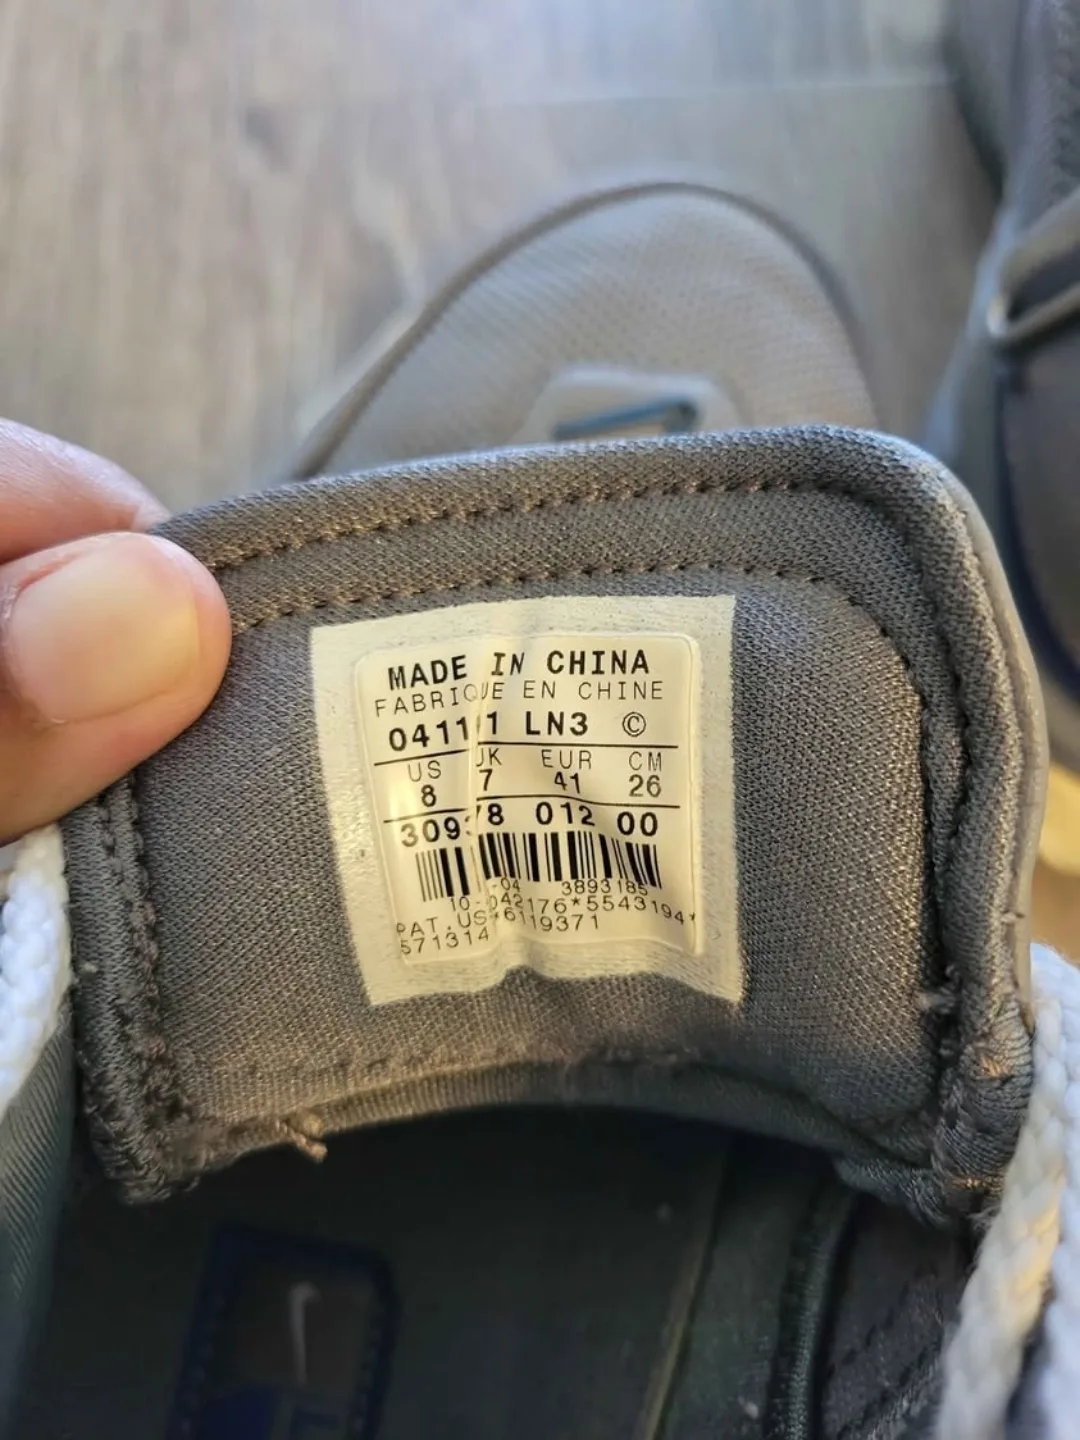 MADE IN CHINA
FABRIQUE EN CHINE
LN3 ©
US UK EUR CM
8 7 41 26
012 00
3893185
PAT.US*6119371